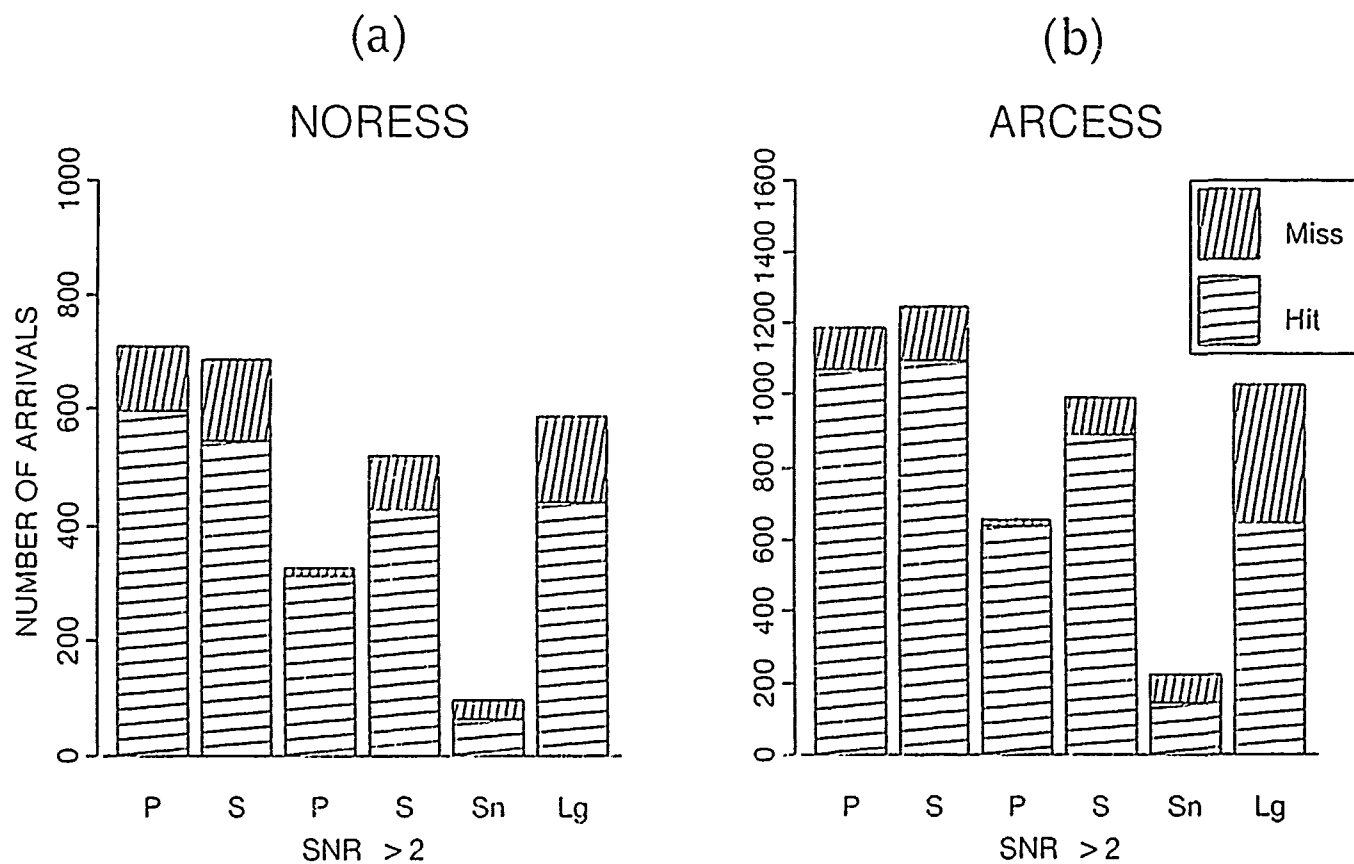 (a)
NORESS
NUMBER OF ARRIVALS
1000
800
600
400
200
0
P S P S Sn Lg
SNR > 2
(b)
ARCESS
1600
1400
1200
1000
800
600
400
200
0
Miss
Hit
P S P S Sn Lg
SNR > 2